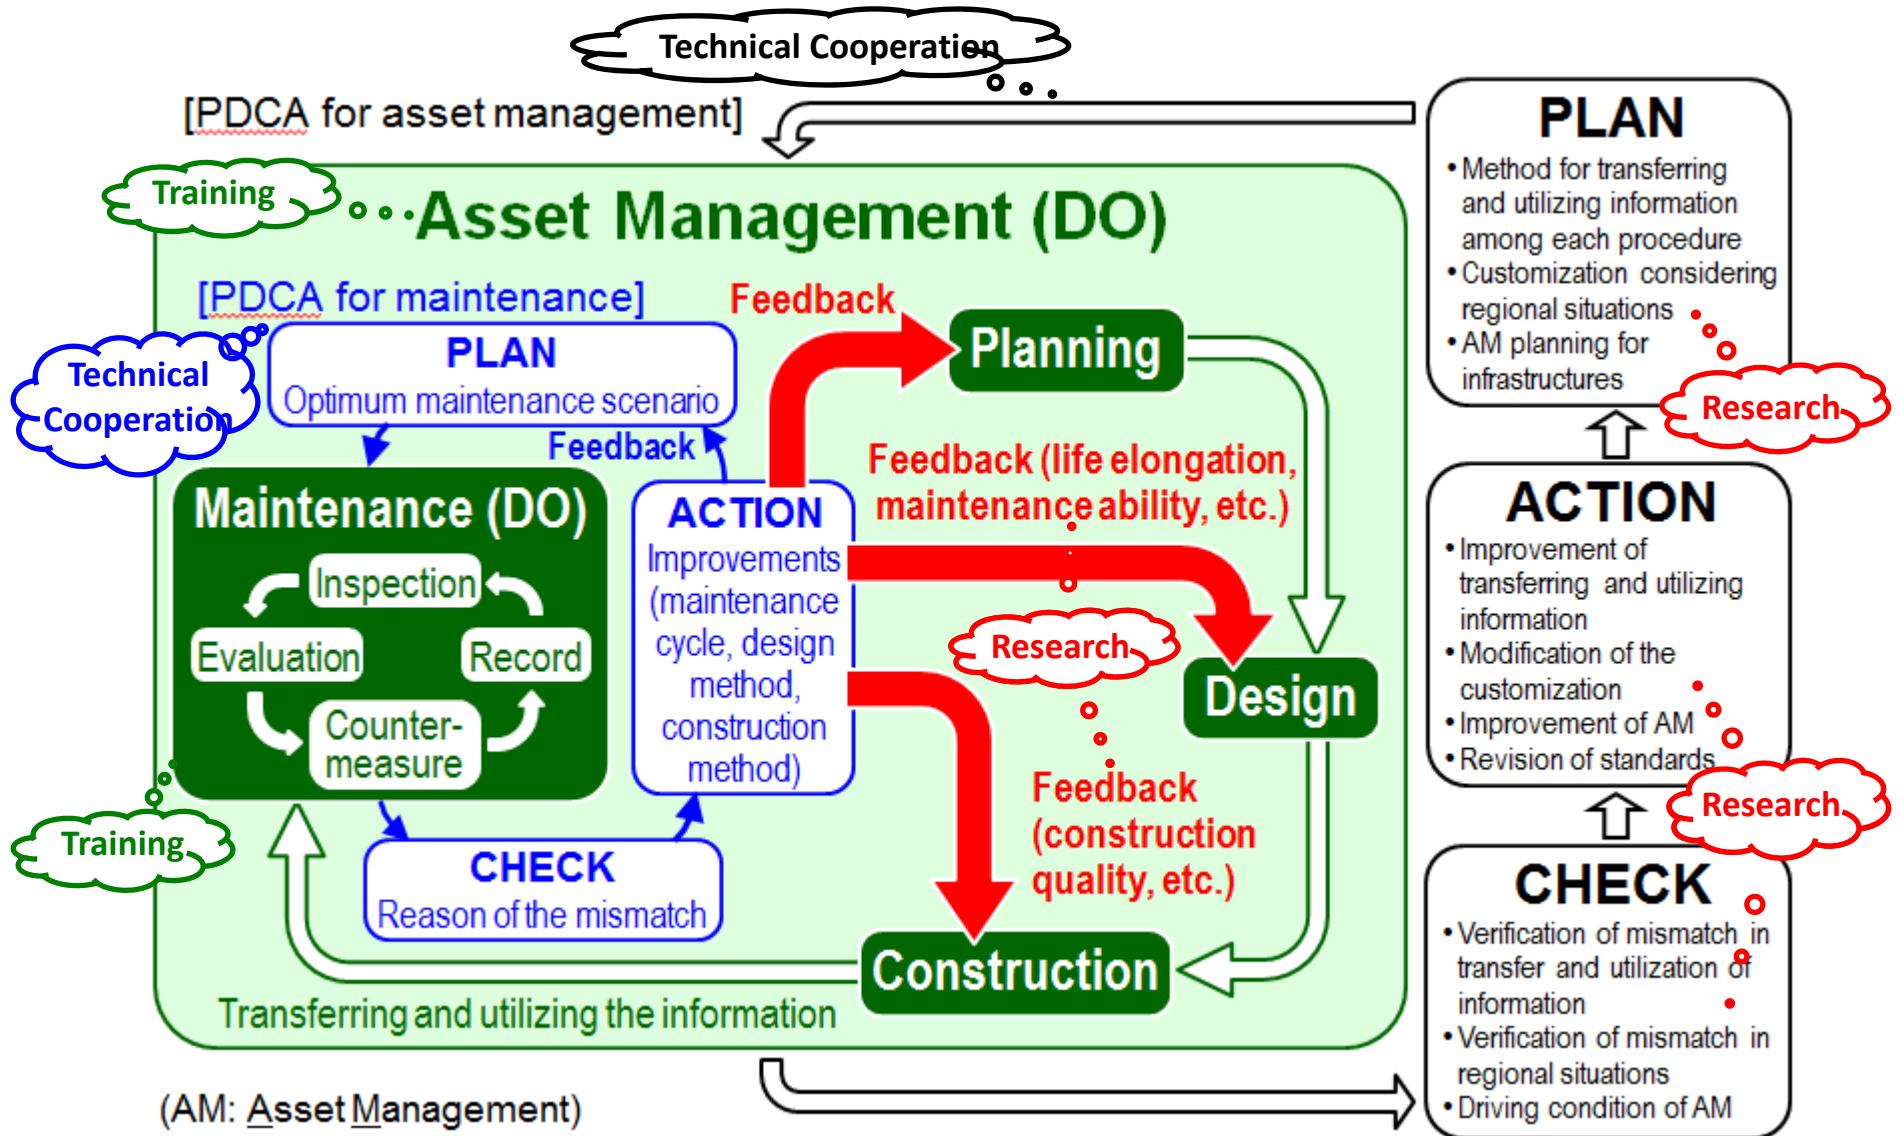 Technical Cooperation
[PDCA for asset management]
Training
Asset Management (DO)
[PDCA for maintenance]
Technical
Cooperation
PLAN
Optimum maintenance scenario
Feedback
Feedback
Planning
Maintenance (DO)
Inspection
Evaluation
Record
Counter-
measure
ACTION
Improvements
(maintenance
cycle, design
method,
construction
method)
Feedback (life elongation,
maintenance ability, etc.)
Research
Design
Feedback
(construction
quality, etc.)
Training
CHECK
Reason of the mismatch
Construction
Transferring and utilizing the information
(AM: Asset Management)
PLAN
• Method for transferring
and utilizing information
among each procedure
• Customization considering
regional situations
• AM planning for
infrastructures
Research
ACTION
• Improvement of
transferring and utilizing
information
• Modification of the
customization
• Improvement of AM
• Revision of standards
Research
CHECK
• Verification of mismatch in
transfer and utilization of
information
• Verification of mismatch in
regional situations
• Driving condition of AM